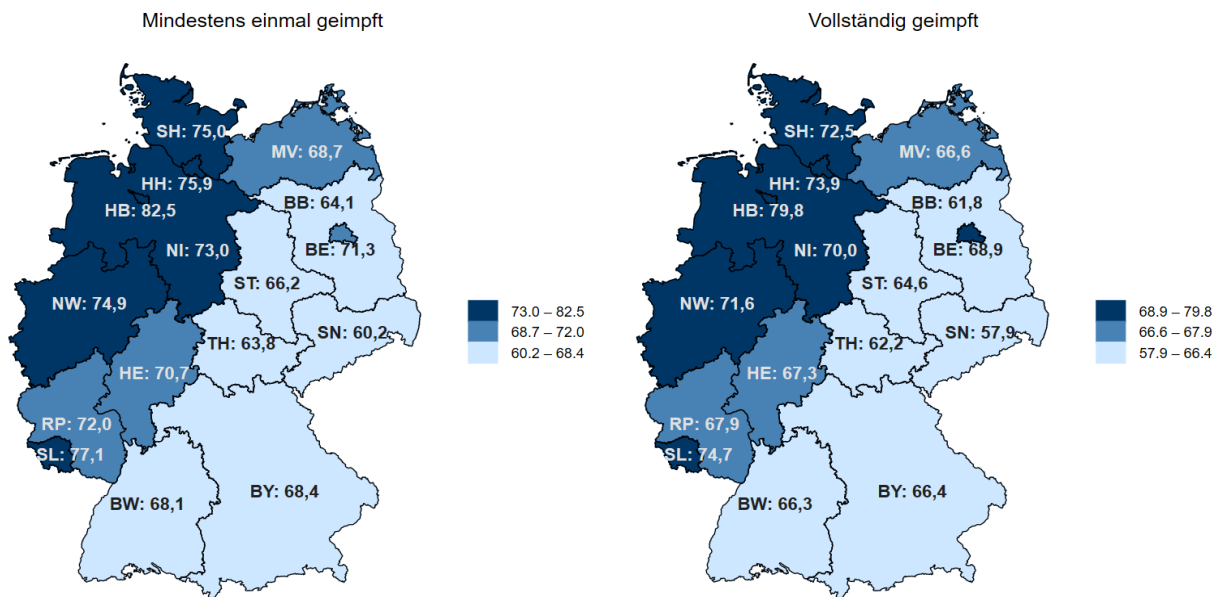 Mindestens einmal geimpft
SH: 75,0
MV: 68,7
HH: 75,9
HB: 82,5
BB: 64,1
NI: 73,0
BE: 71,3
ST: 66,2
NW: 74,9
SN: 60,2
TH: 63,8
HE: 70,7
RP: 72,0
SL: 77,1
BW: 68,1
BY: 68,4
73.0 – 82.5
68.7 – 72.0
60.2 – 68.4
Vollständig geimpft
SH: 72,5
MV: 66,6
HH: 73,9
HB: 79,8
BB: 61,8
NI: 70,0
BE: 68,9
ST: 64,6
NW: 71,6
SN: 57,9
TH: 62,2
HE: 67,3
RP: 67,9
SL: 74,7
BW: 66,3
BY: 66,4
68.9 – 79.8
66.6 – 67.9
57.9 – 66.4